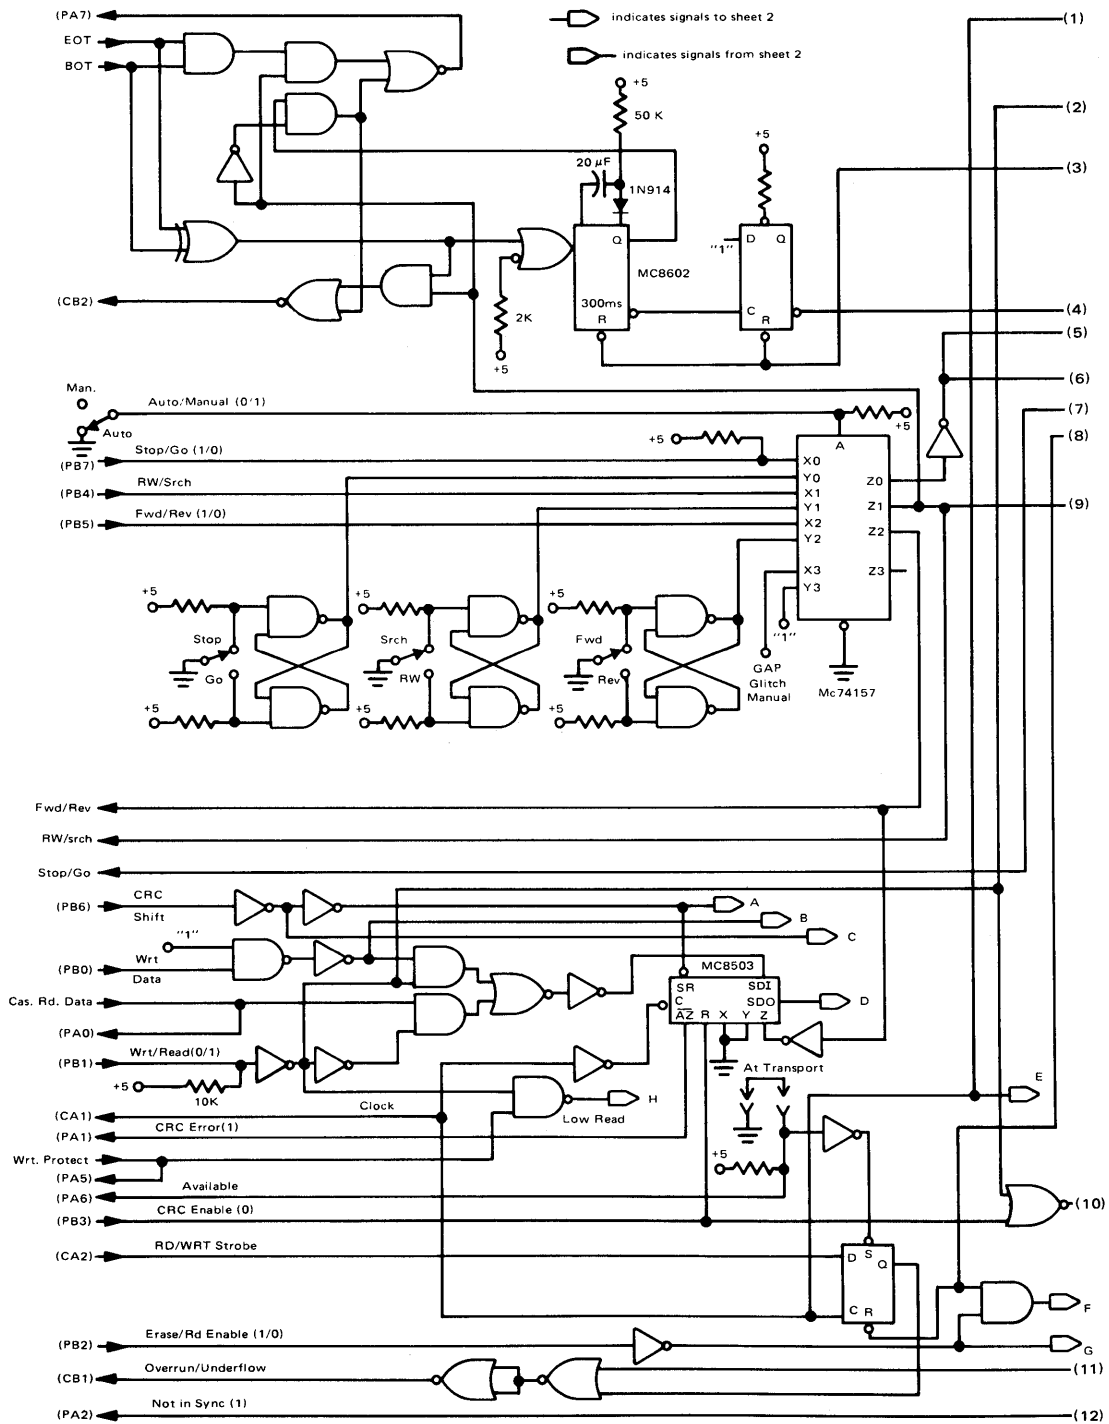 (PA7)
indicates signals to sheet 2
(1)
EOT
BOT
indicates signals from sheet 2
+5
50 K
(2)
+5
20 µF
1N914
(3)
Q
D
Q
"1"
MC8602
(CB2)
300ms
R
2K
C
R
(4)
+5
(5)
Man.
(6)
Auto/Manual (0/1)
(7)
Auto
+5
A
+5
Stop/Go (1/0)
(8)
(PB7)
X0
Y0
Z0
RW/Srch
(PB4)
X1
Y1
Z1
(9)
Fwd/Rev (1/0)
(PB5)
X2
Y2
Z2
X3
Z3
Y3
+5
+5
+5
Stop
Srch
Fwd
"1"
Go
RW
Rev
GAP
Glitch
Manual
Mc74157
+5
+5
+5
Fwd/Rev
RW/srch
Stop/Go
(PB6)
CRC
Shift
A
B
C
"1"
Wrt
Data
(PB0)
MC8503
SR
SDI
Cas. Rd. Data
C
SDO
D
AZ R X Y Z
(PA0)
(PB1)
Wrt/Read(0/1)
At Transport
+5
10K
E
H
Clock
Low Read
(CA1)
CRC Error(1)
(PA1)
Wrt. Protect
+5
(PA5)
Available
(PA6)
CRC Enable (0)
(PB3)
(10)
RD/WRT Strobe
(CA2)
D
S
Q
C
R
F
Erase/Rd Enable (1/0)
(PB2)
G
Overrun/Underflow
(CB1)
(11)
Not in Sync (1)
(PA2)
(12)